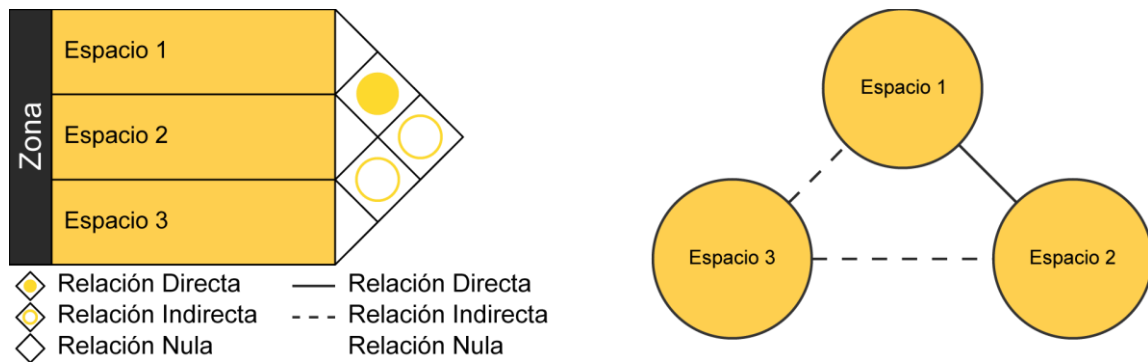 Zona
Espacio 1
Espacio 2
Espacio 3
Relación Directa
Relación Indirecta
Relación Nula
Relación Directa
Relación Indirecta
Relación Nula
Espacio 1
Espacio 3
Espacio 2